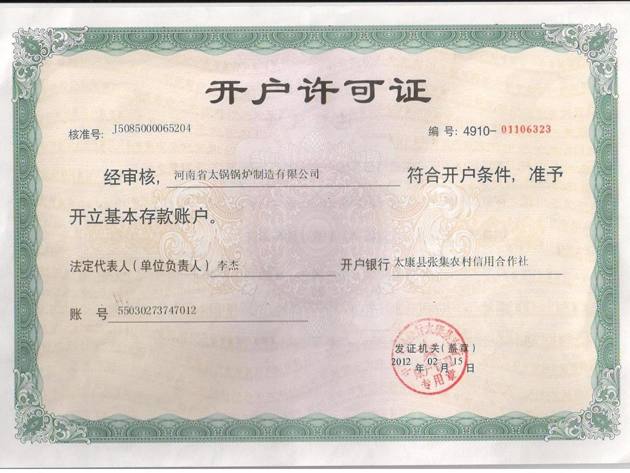 开户许可证
核准号: J5085000065204 编号: 4910-01106323
经审核, 河南省太锅锅炉制造有限公司 符合开户条件, 准予
开立基本存款账户。
法定代表人(单位负责人) 李杰 开户银行 太康县张集农村信用合作社
账 号 55030273747012
发证机关(盖章)
2012 年 02 月 15 日
专用章